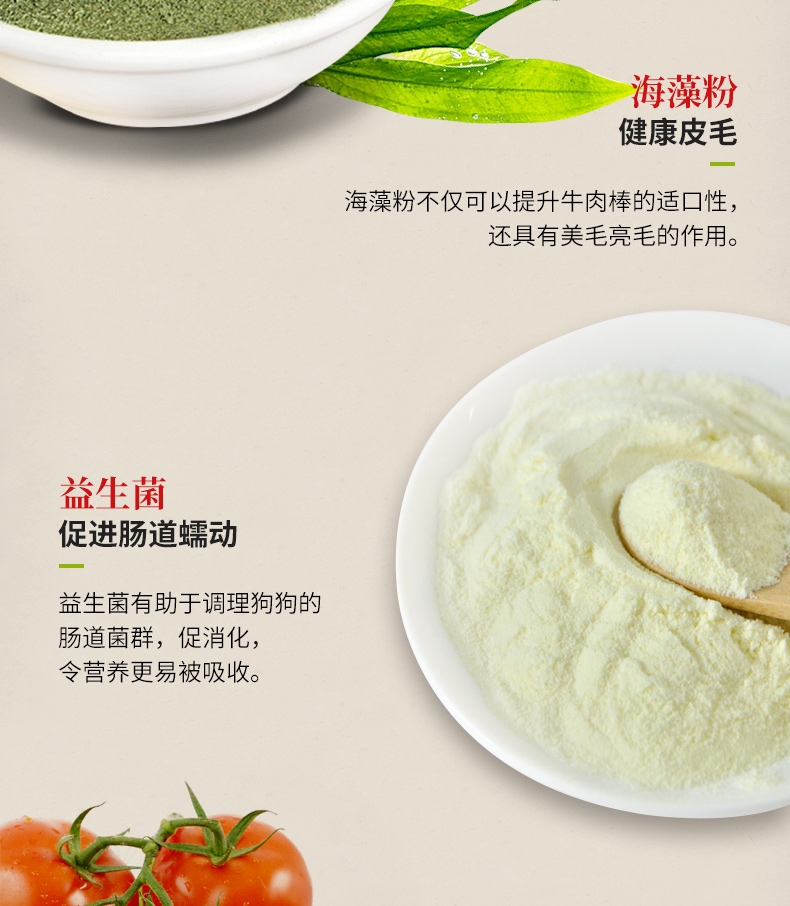 海藻粉
健康皮毛
海藻粉不仅可以提升牛肉棒的适口性，
还具有美毛亮毛的作用。
益生菌
促进肠道蠕动
益生菌有助于调理狗狗的
肠道菌群，促消化，
令营养更易被吸收。